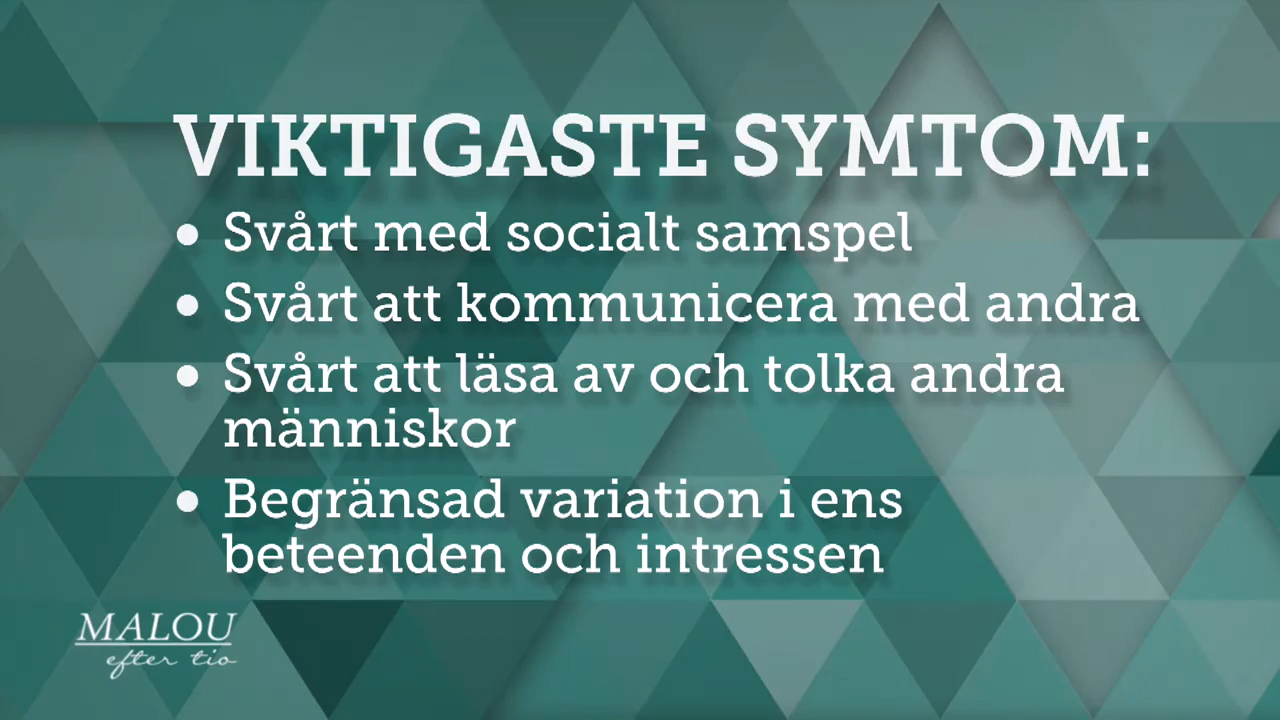 VIKTIGASTE SYMTOM:
• Svårt med socialt samspel
• Svårt att kommunicera med andra
• Svårt att läsa av och tolka andra
människor
• Begränsad variation i ens
beteenden och intressen
MALOU
efter tio